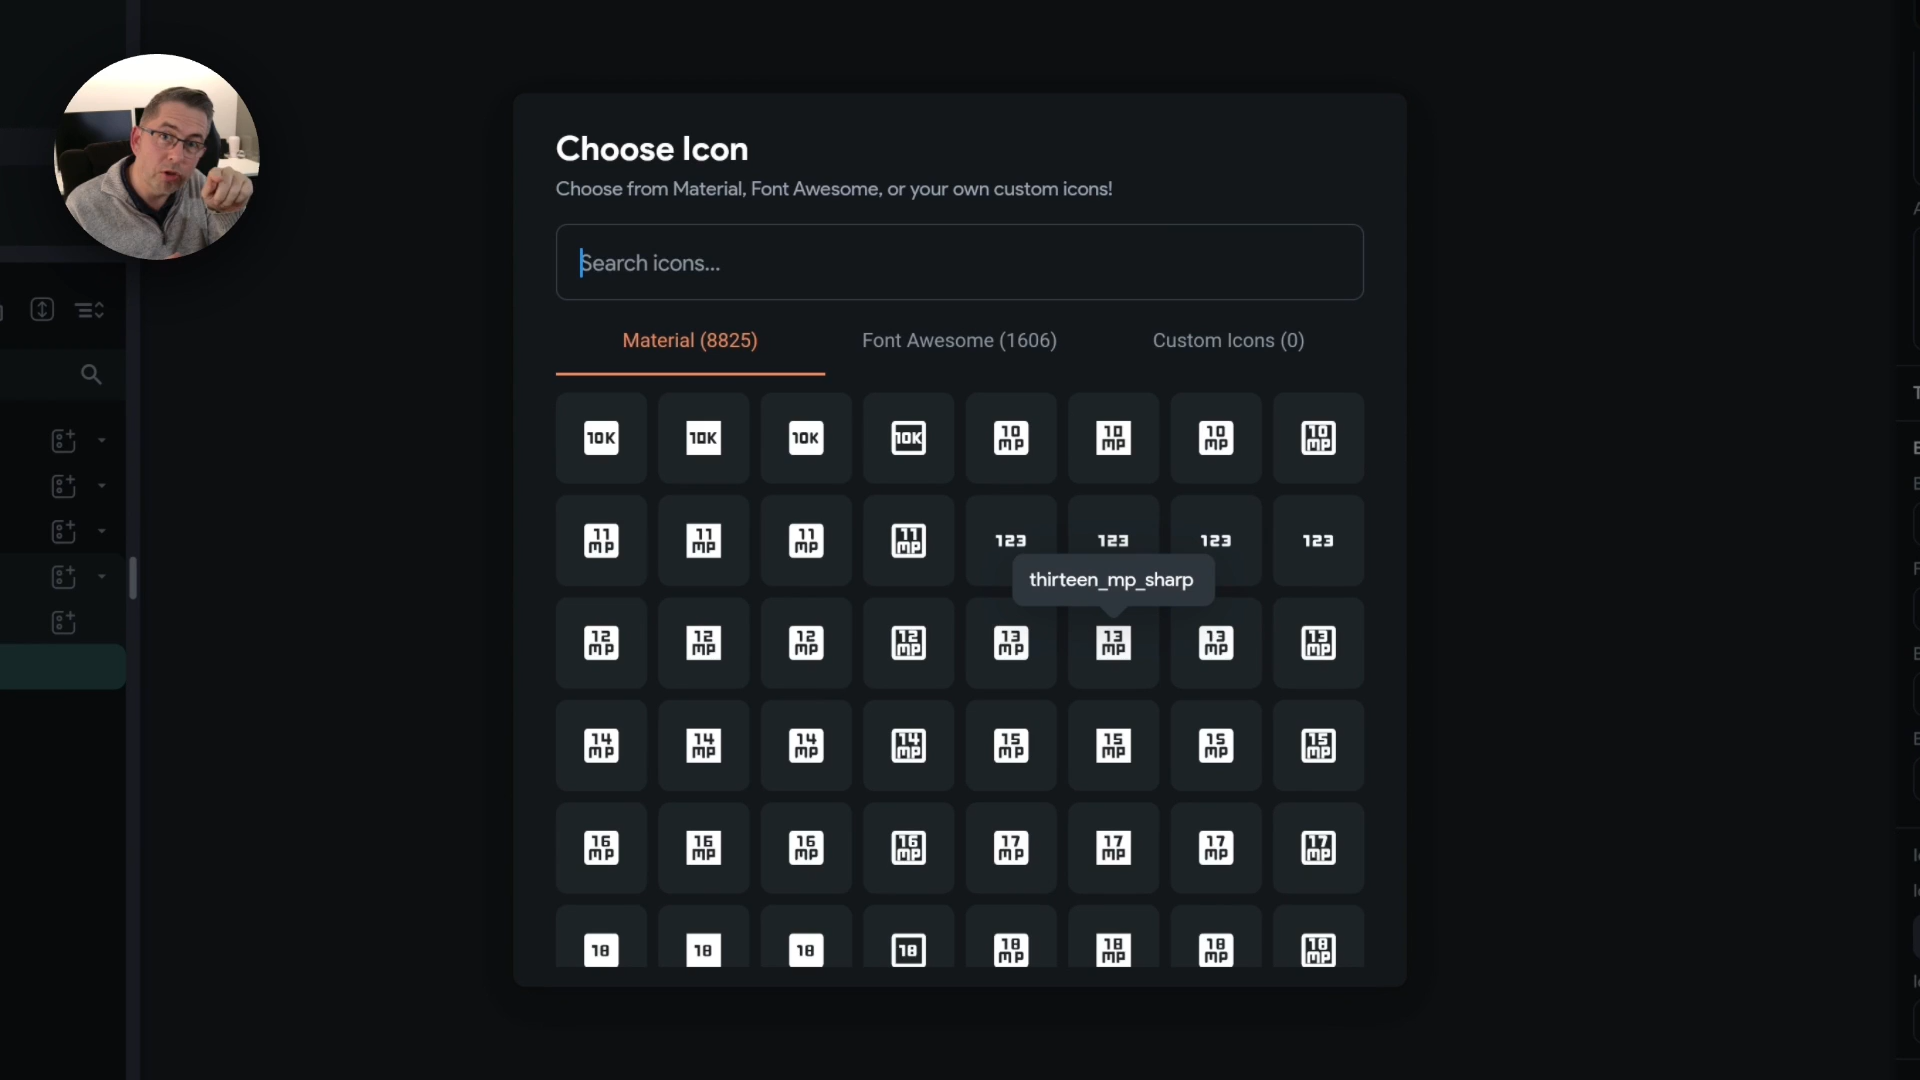 Choose Icon
Choose from Material, Font Awesome, or your own custom icons!
Search icons...
Material (8825)
Font Awesome (1606)
Custom Icons (0)
10K 10K 10K 10K 10 MP 10 MP 10 MP 10 MP
11 MP 11 MP 11 MP 11 MP 123 123 123 123
thirteen_mp_sharp
12 MP 12 MP 12 MP 12 MP 13 MP 13 MP 13 MP 13 MP
14 MP 14 MP 14 MP 14 MP 15 MP 15 MP 15 MP 15 MP
16 MP 16 MP 16 MP 16 MP 17 MP 17 MP 17 MP 17 MP
18 18 18 18 18 MP 18 MP 18 MP 18 MP